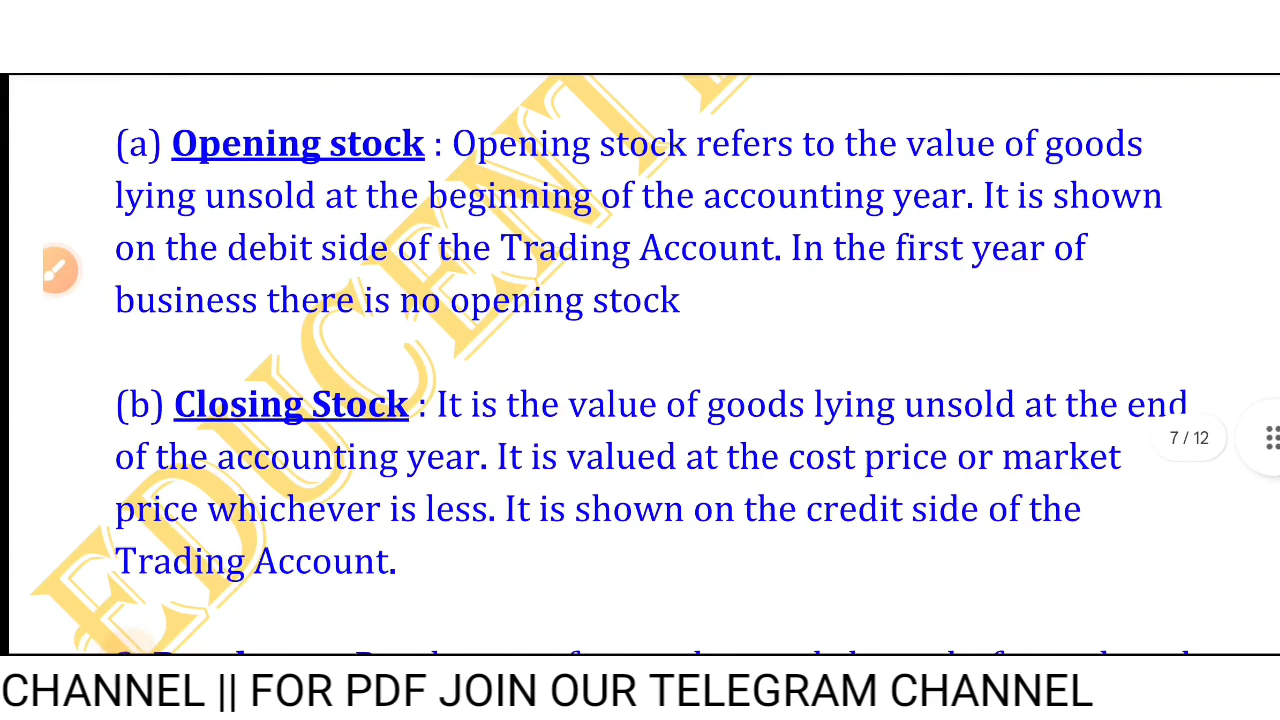 (a) Opening stock : Opening stock refers to the value of goods
lying unsold at the beginning of the accounting year. It is shown
on the debit side of the Trading Account. In the first year of
business there is no opening stock
(b) Closing Stock : It is the value of goods lying unsold at the end
of the accounting year. It is valued at the cost price or market
price whichever is less. It is shown on the credit side of the
Trading Account.
7 / 12
EDUCENT
CHANNEL || FOR PDF JOIN OUR TELEGRAM CHANNEL